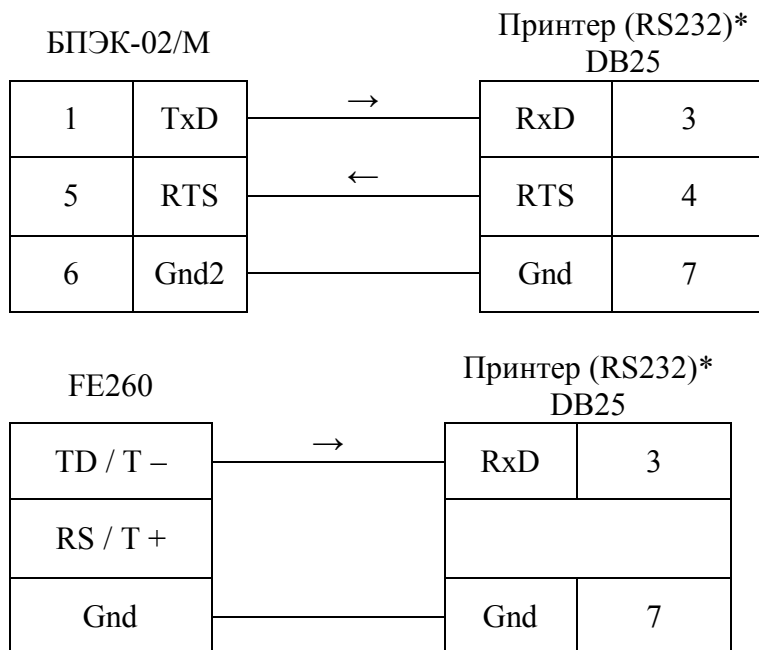 БПЭК-02/М
Принтер (RS232)*
DB25
1 TxD → RxD 3
5 RTS ← RTS 4
6 Gnd2 Gnd 7
FE260
Принтер (RS232)*
DB25
TD / T – → RxD 3
RS / T +
Gnd Gnd 7